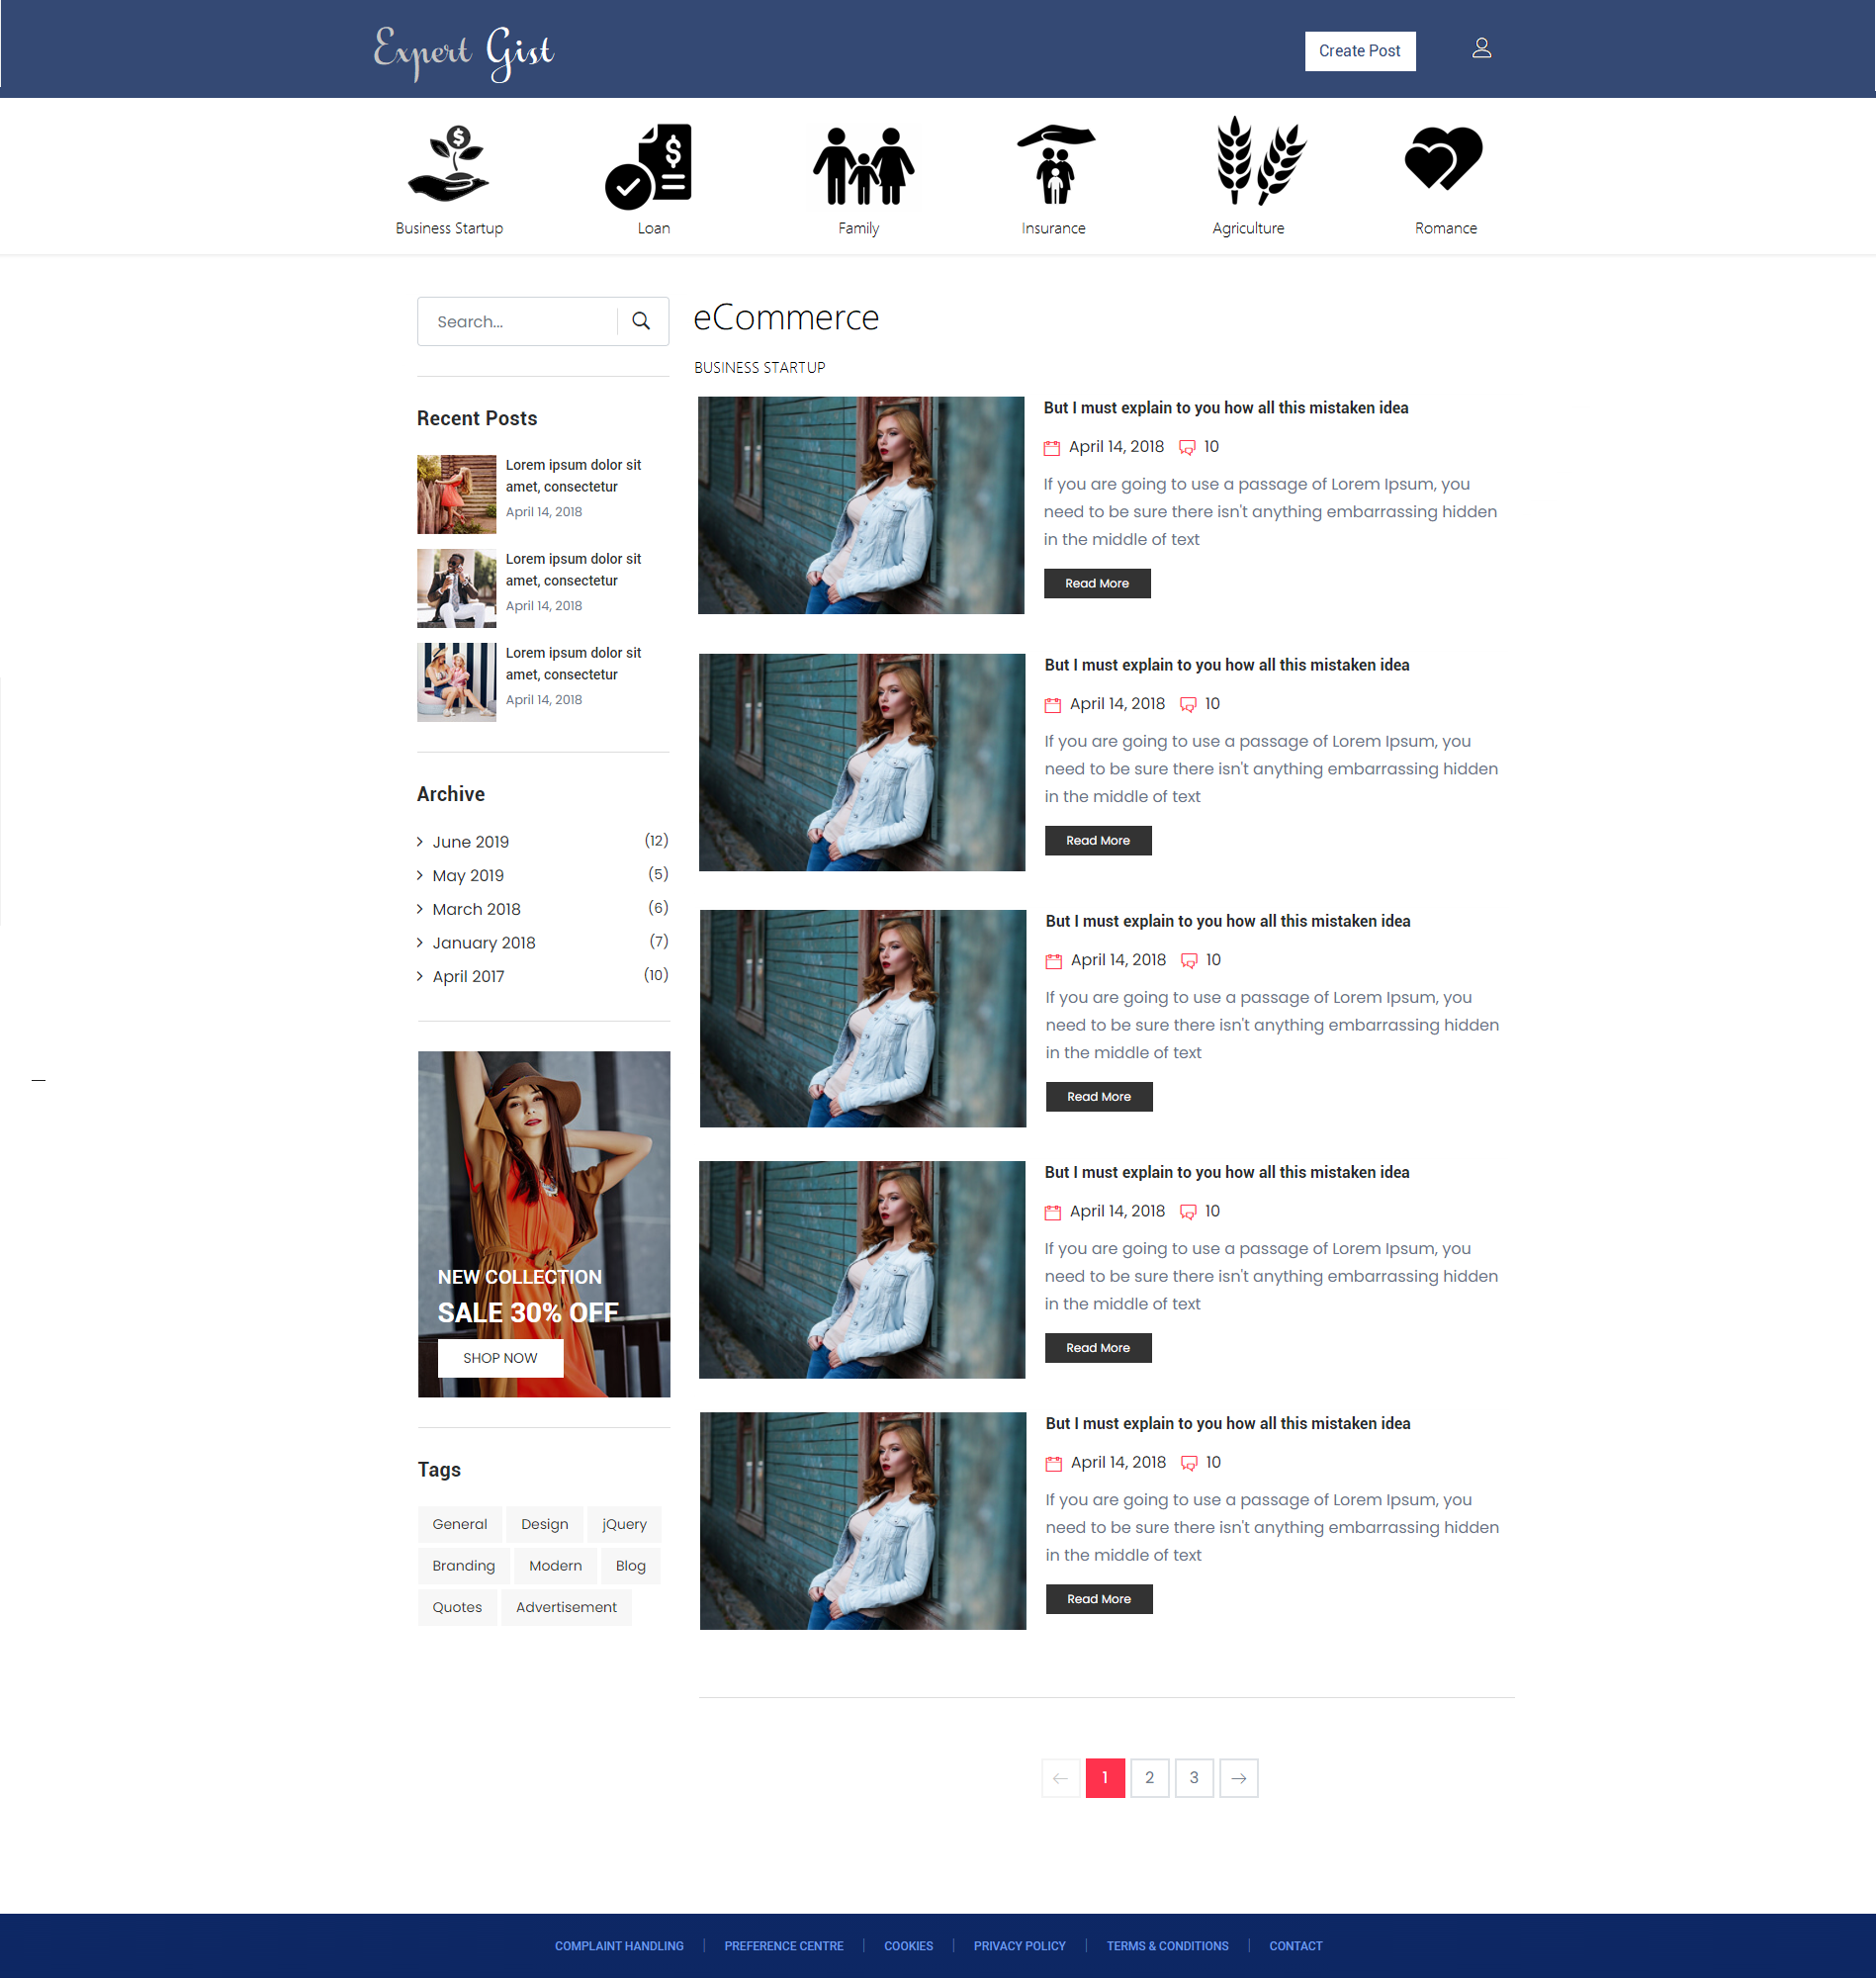 Expert Gist
Create Post
Business Startup
Loan
Family
Insurance
Agriculture
Romance
Search...
Recent Posts
Lorem ipsum dolor sit
amet, consectetur
April 14, 2018
Lorem ipsum dolor sit
amet, consectetur
April 14, 2018
Lorem ipsum dolor sit
amet, consectetur
April 14, 2018
Archive
June 2019 (12)
May 2019 (5)
March 2018 (6)
January 2018 (7)
April 2017 (10)
NEW COLLECTION
SALE 30% OFF
SHOP NOW
Tags
General Design jQuery
Branding Modern Blog
Quotes Advertisement
eCommerce
BUSINESS STARTUP
But I must explain to you how all this mistaken idea
April 14, 2018 10
If you are going to use a passage of Lorem Ipsum, you
need to be sure there isn't anything embarrassing hidden
in the middle of text
Read More
But I must explain to you how all this mistaken idea
April 14, 2018 10
If you are going to use a passage of Lorem Ipsum, you
need to be sure there isn't anything embarrassing hidden
in the middle of text
Read More
But I must explain to you how all this mistaken idea
April 14, 2018 10
If you are going to use a passage of Lorem Ipsum, you
need to be sure there isn't anything embarrassing hidden
in the middle of text
Read More
But I must explain to you how all this mistaken idea
April 14, 2018 10
If you are going to use a passage of Lorem Ipsum, you
need to be sure there isn't anything embarrassing hidden
in the middle of text
Read More
But I must explain to you how all this mistaken idea
April 14, 2018 10
If you are going to use a passage of Lorem Ipsum, you
need to be sure there isn't anything embarrassing hidden
in the middle of text
Read More
1 2 3
COMPLAINT HANDLING | PREFERENCE CENTRE | COOKIES | PRIVACY POLICY | TERMS & CONDITIONS | CONTACT